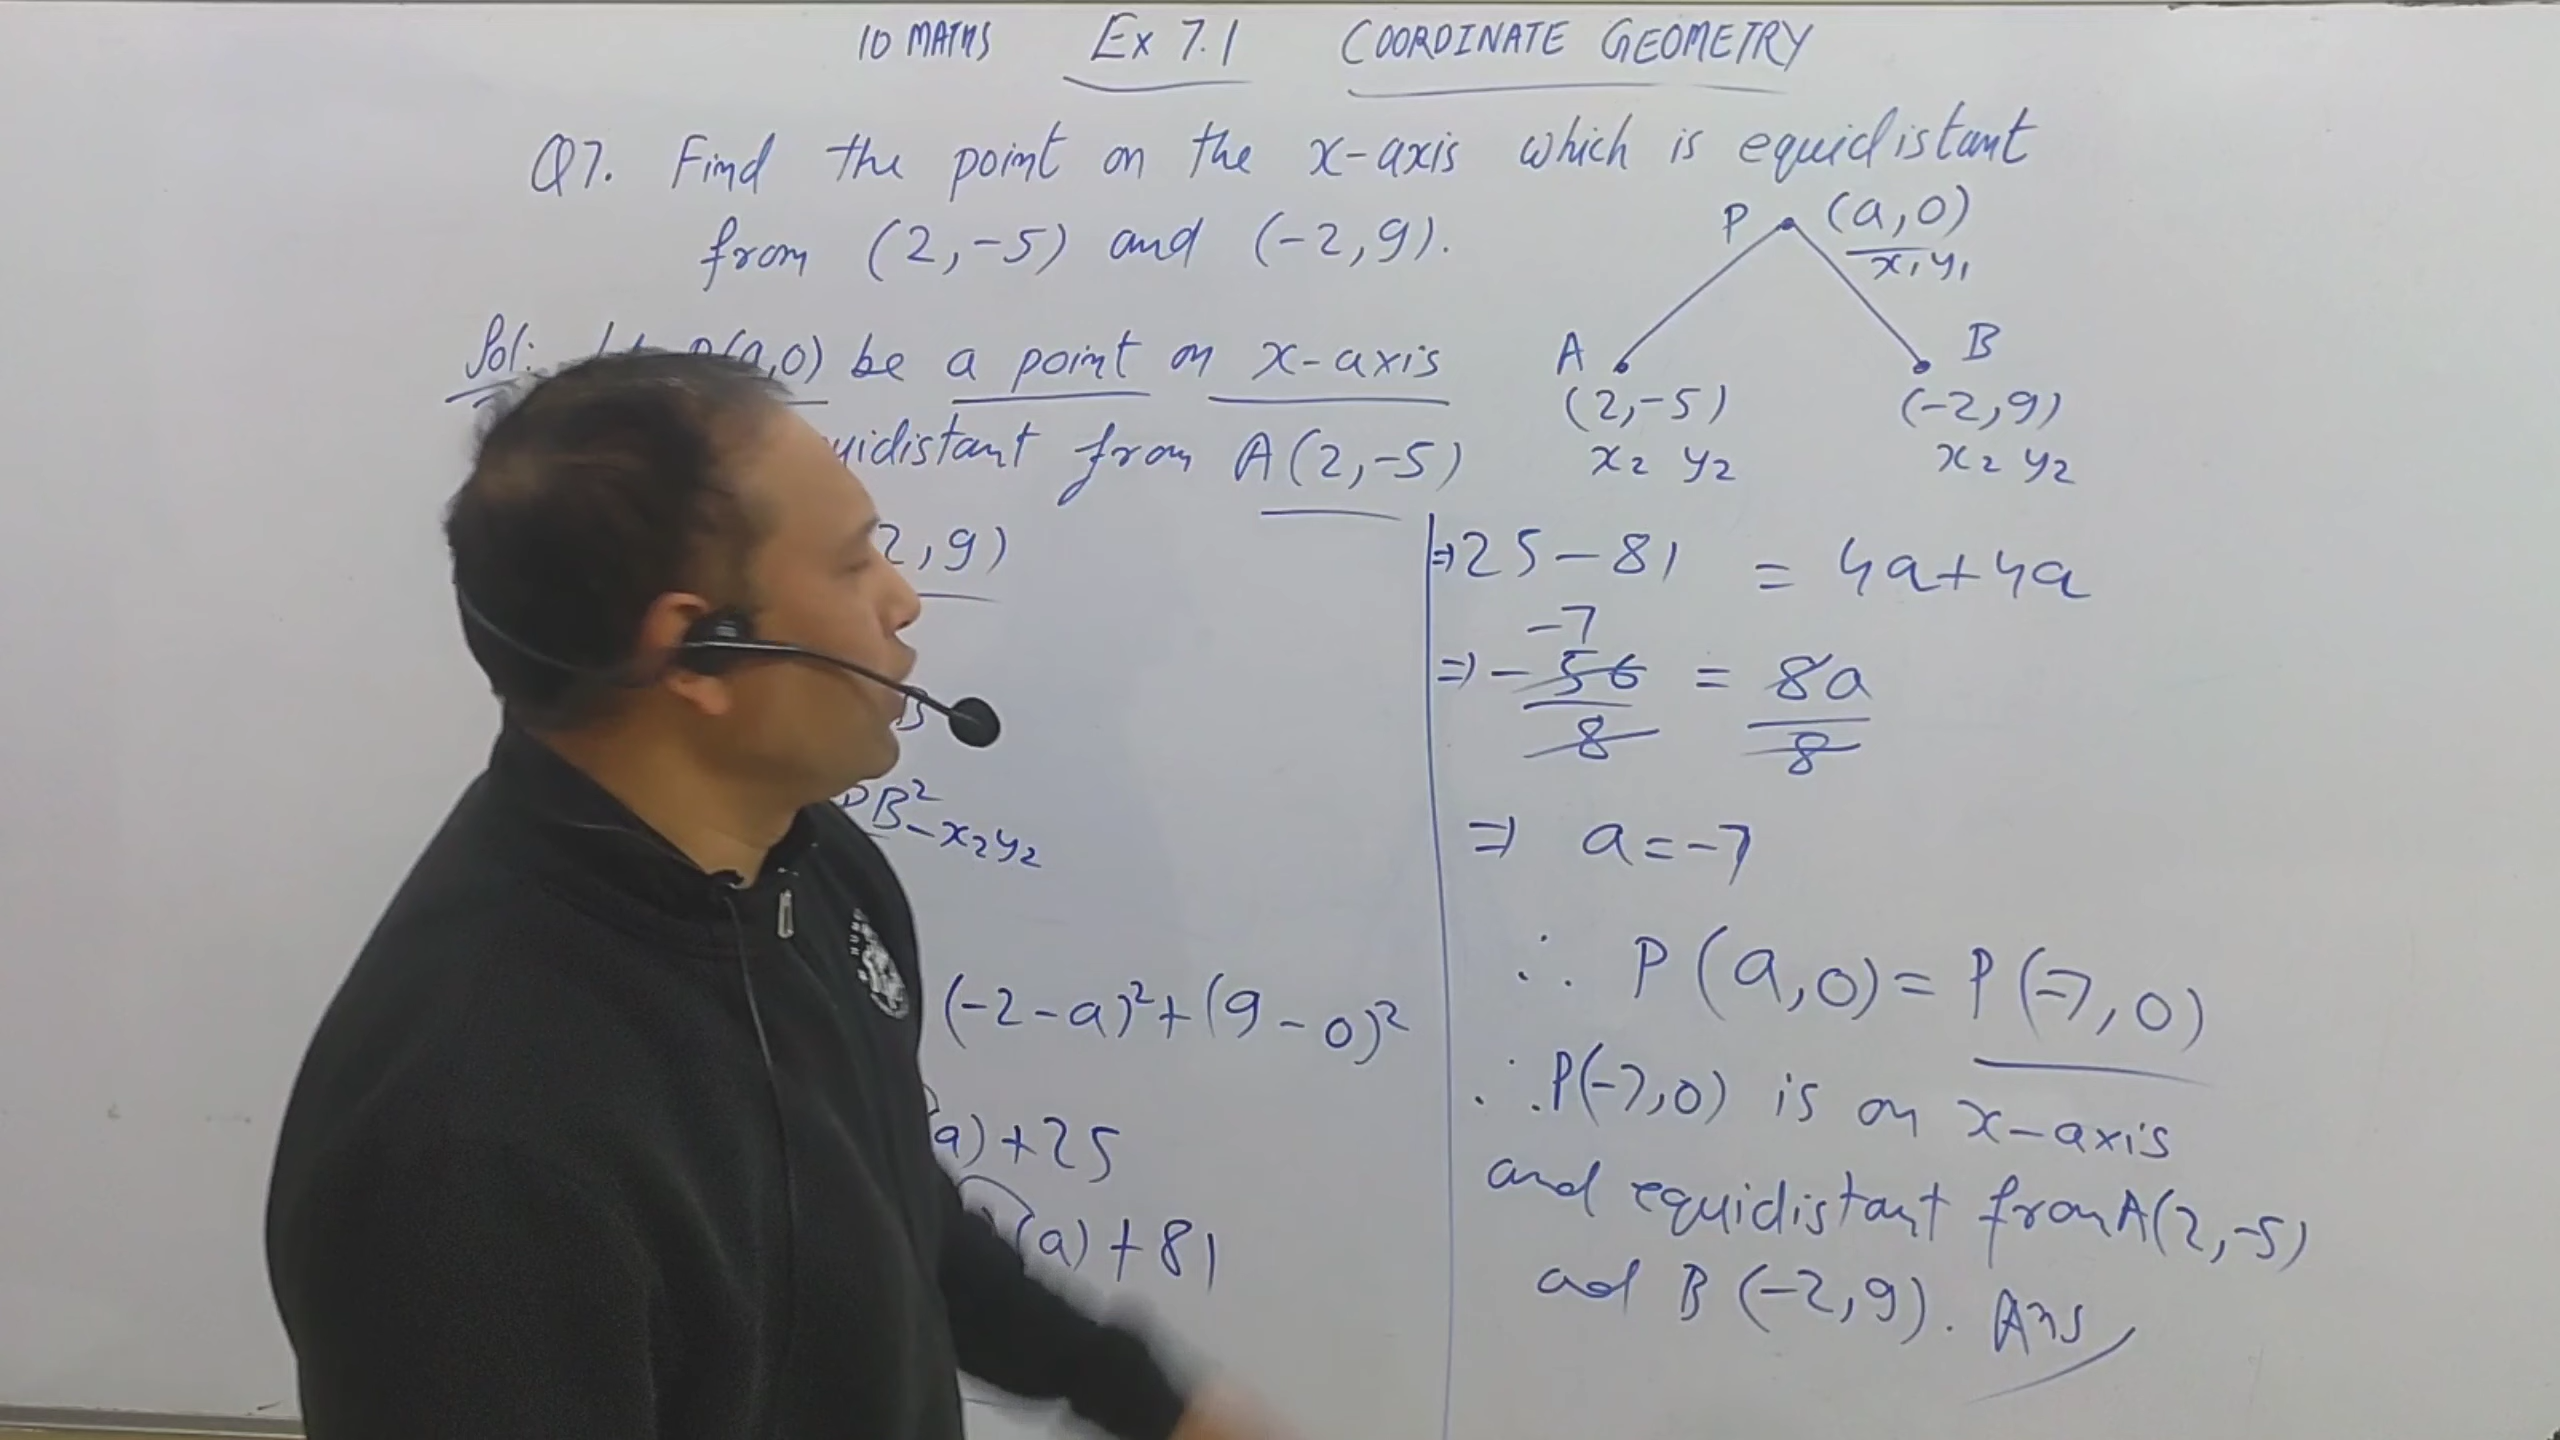 10 MATHS Ex 7.1 COORDINATE GEOMETRY
Q7. Find the point on the x-axis which is equidistant
from (2,-5) and (-2,9).
P (a,0)
x1 y1
A B
(2,-5) (-2,9)
x2 y2 x2 y2
Sol: (a,0) be a point on x-axis
from A(2,-5)
2,9)
PB²
x2y2
(-2-a)²+(9-0)²
a)+25
(a)+81
⇒25-81 = 4a+4a
-7
⇒ -56 = 8a
8 8
⇒ a=-7
∴ P(a,0)=P(-7,0)
∴P(-7,0) is on x-axis
and equidistant from A(2,-5)
ad B(-2,9). Ans